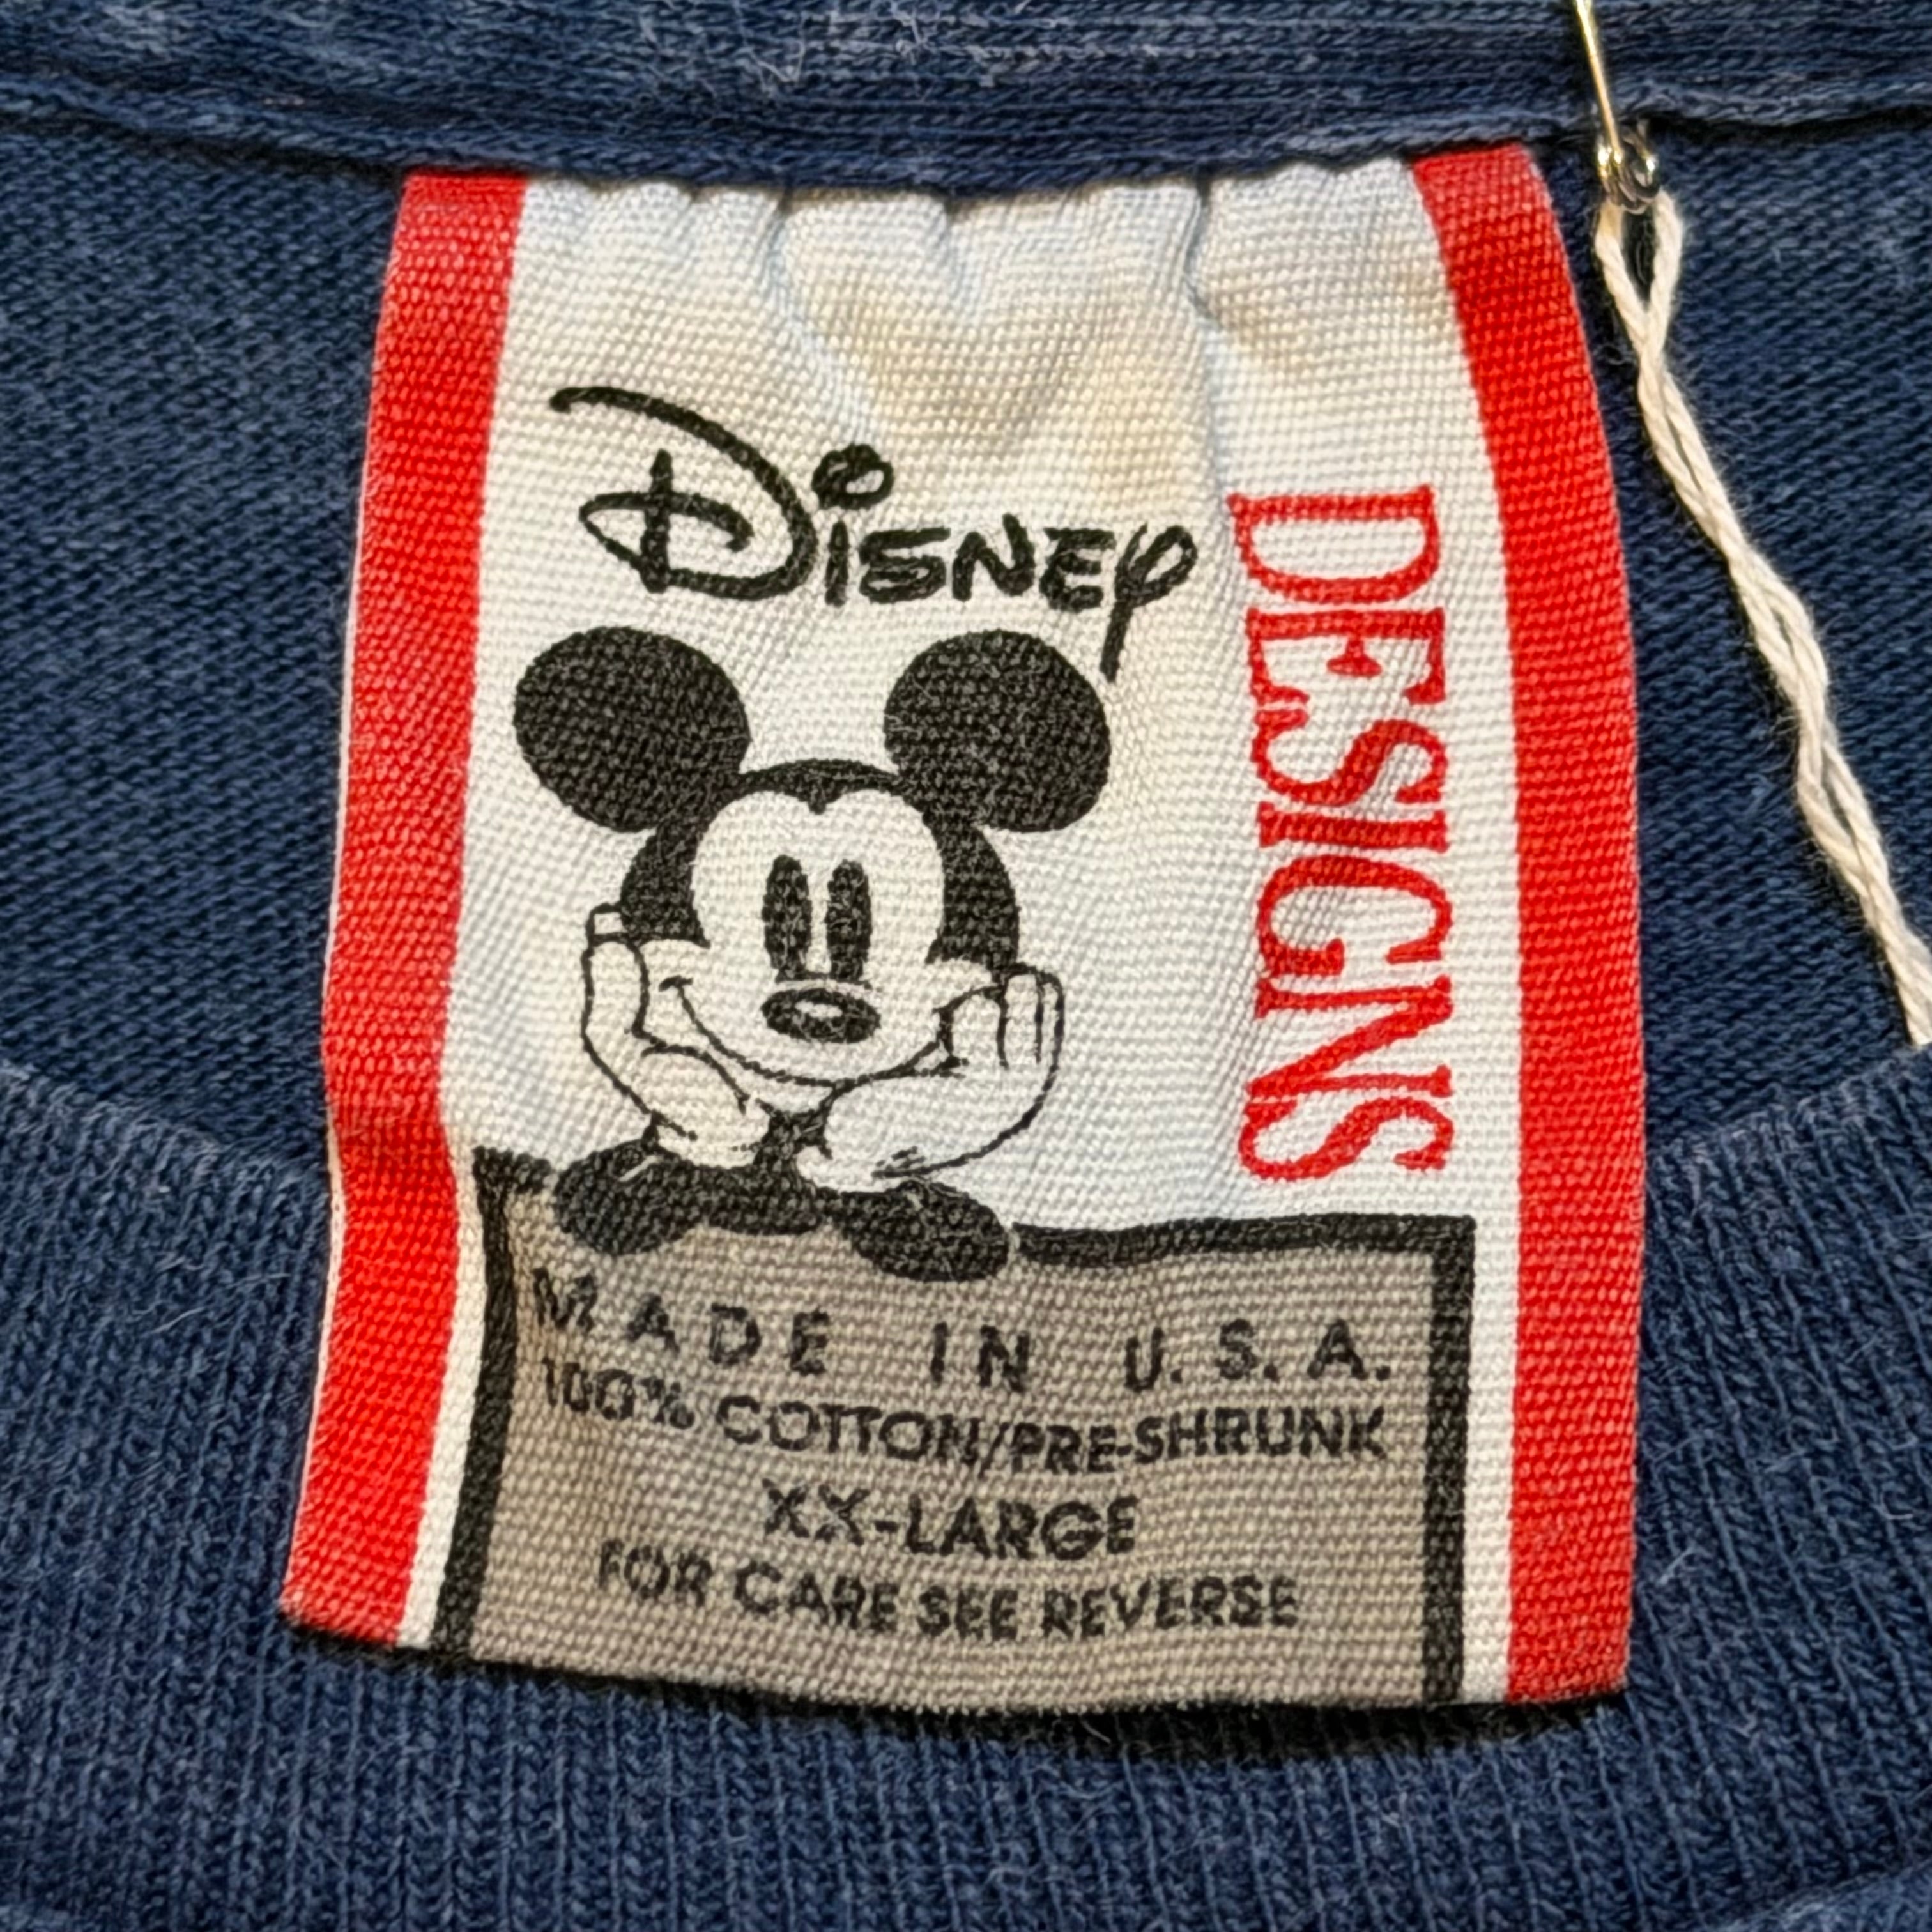 Disney
DESIGNS
MADE IN U.S.A.
100% COTTON/PRE-SHRUNK
XX-LARGE
FOR CARE SEE REVERSE